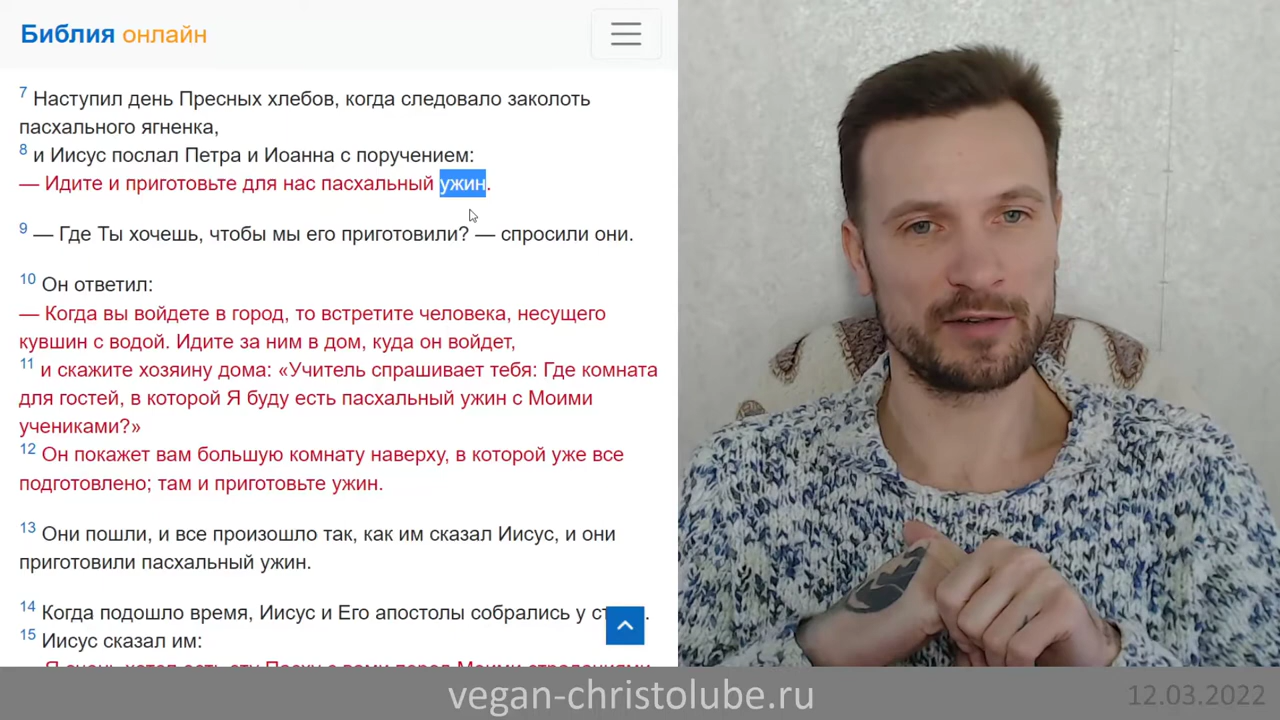 Библия онлайн
7 Наступил день Пресных хлебов, когда следовало заколоть
пасхального ягненка,
8 и Иисус послал Петра и Иоанна с поручением:
— Идите и приготовьте для нас пасхальный ужин.
9 — Где Ты хочешь, чтобы мы его приготовили? — спросили они.
10 Он ответил:
— Когда вы войдете в город, то встретите человека, несущего
кувшин с водой. Идите за ним в дом, куда он войдет,
11 и скажите хозяину дома: «Учитель спрашивает тебя: Где комната
для гостей, в которой Я буду есть пасхальный ужин с Моими
учениками?»
12 Он покажет вам большую комнату наверху, в которой уже все
подготовлено; там и приготовьте ужин.
13 Они пошли, и все произошло так, как им сказал Иисус, и они
приготовили пасхальный ужин.
14 Когда подошло время, Иисус и Его апостолы собрались у
15 Иисус сказал им:
vegan-christolube.ru
12.03.2022